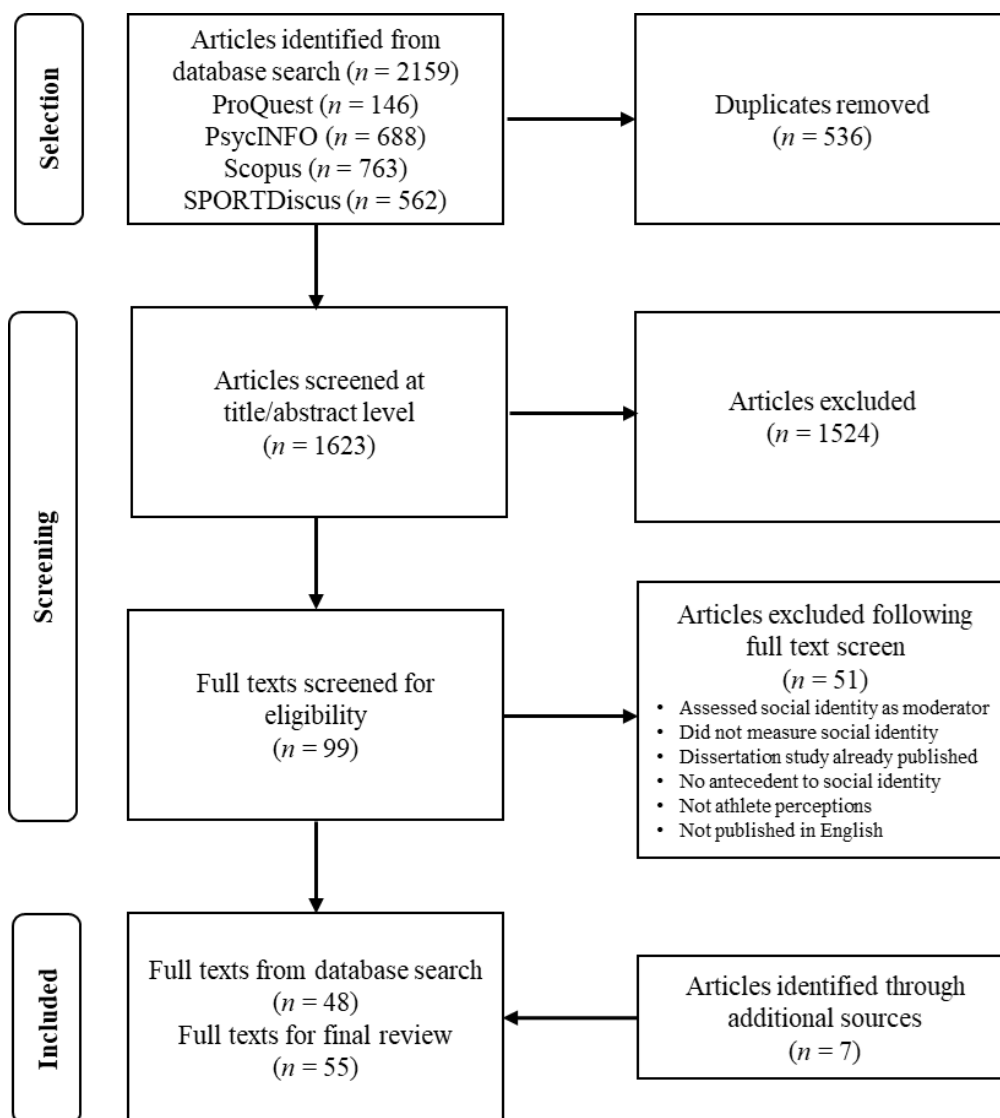 Selection
Articles identified from
database search (n = 2159)
ProQuest (n = 146)
PsycINFO (n = 688)
Scopus (n = 763)
SPORTDiscus (n = 562)
Duplicates removed
(n = 536)
Screening
Articles screened at
title/abstract level
(n = 1623)
Articles excluded
(n = 1524)
Full texts screened for
eligibility
(n = 99)
Articles excluded following
full text screen
(n = 51)
• Assessed social identity as moderator
• Did not measure social identity
• Dissertation study already published
• No antecedent to social identity
• Not athlete perceptions
• Not published in English
Included
Full texts from database search
(n = 48)
Full texts for final review
(n = 55)
Articles identified through
additional sources
(n = 7)